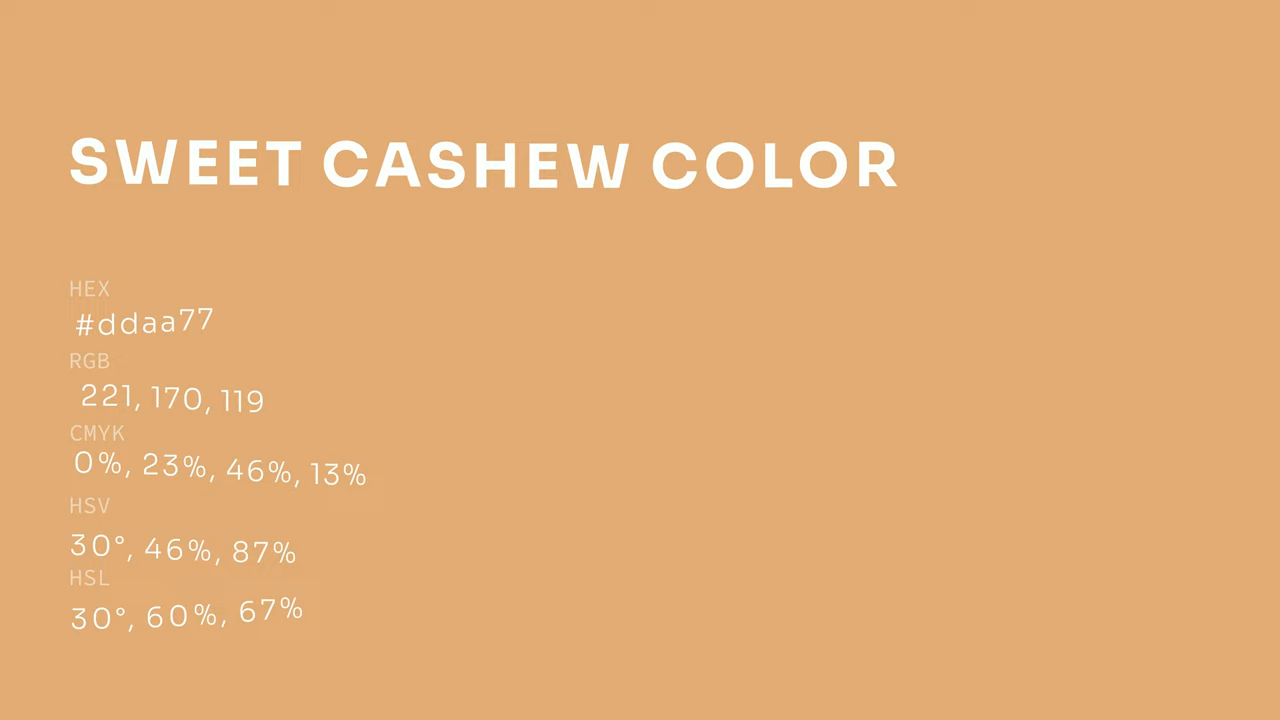 SWEET CASHEW COLOR
HEX
#ddaa77
RGB
221, 170, 119
CMYK
0%, 23%, 46%, 13%
HSV
30°, 46%, 87%
HSL
30°, 60%, 67%